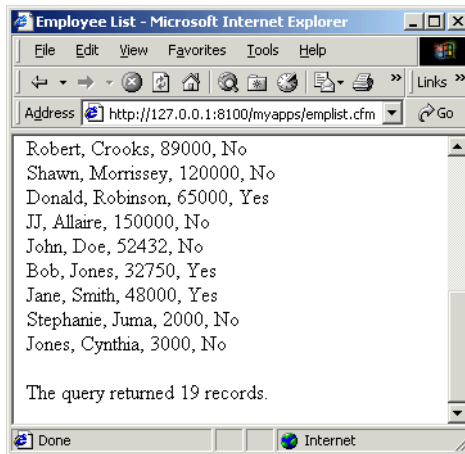 Employee List - Microsoft Internet Explorer
File Edit View Favorites Tools Help
» Links »
Address http://127.0.0.1:8100/myapps/emplist.cfm Go
Robert, Crooks, 89000, No
Shawn, Morrissey, 120000, No
Donald, Robinson, 65000, Yes
JJ, Allaire, 150000, No
John, Doe, 52432, No
Bob, Jones, 32750, Yes
Jane, Smith, 48000, Yes
Stephanie, Juma, 2000, No
Jones, Cynthia, 3000, No
The query returned 19 records.
Done Internet